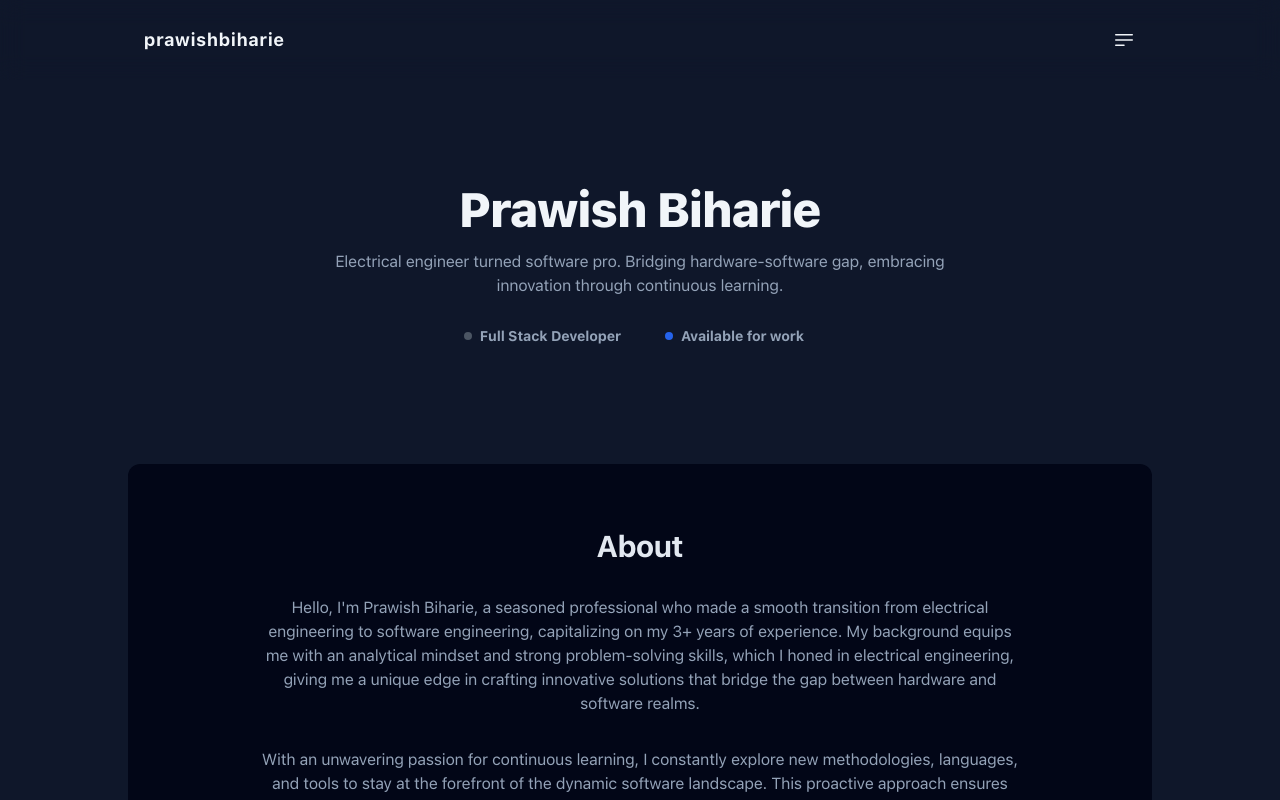 prawishbiharie
Prawish Biharie
Electrical engineer turned software pro. Bridging hardware-software gap, embracing
innovation through continuous learning.
Full Stack Developer
Available for work
About
Hello, I'm Prawish Biharie, a seasoned professional who made a smooth transition from electrical
engineering to software engineering, capitalizing on my 3+ years of experience. My background equips
me with an analytical mindset and strong problem-solving skills, which I honed in electrical engineering,
giving me a unique edge in crafting innovative solutions that bridge the gap between hardware and
software realms.
With an unwavering passion for continuous learning, I constantly explore new methodologies, languages,
and tools to stay at the forefront of the dynamic software landscape. This proactive approach ensures